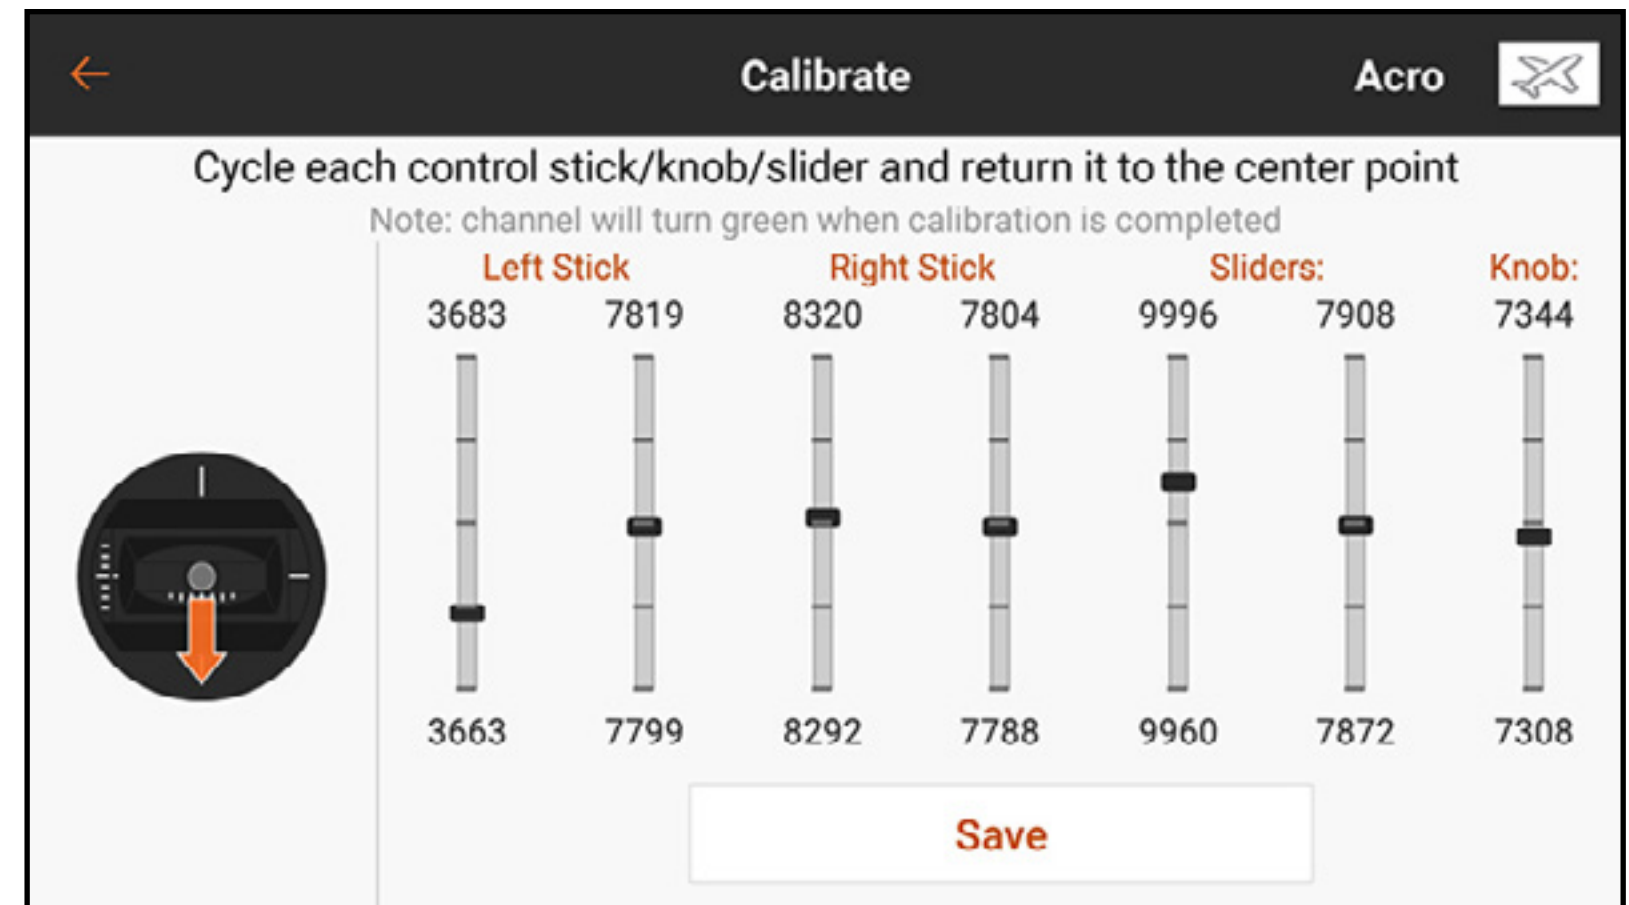 Calibrate Acro
Cycle each control stick/knob/slider and return it to the center point
Note: channel will turn green when calibration is completed
Left Stick Right Stick Sliders: Knob:
3683 7819 8320 7804 9996 7908 7344
3663 7799 8292 7788 9960 7872 7308
Save